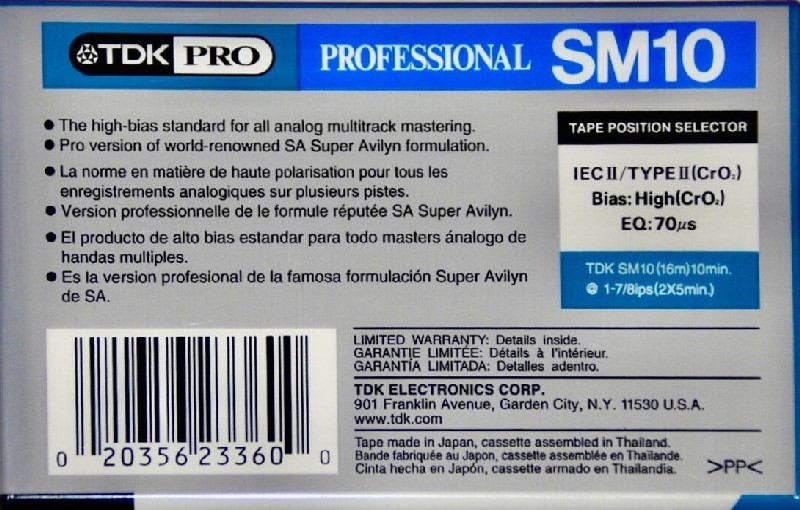 TDK PRO PROFESSIONAL SM10
● The high-bias standard for all analog multitrack mastering.
● Pro version of world-renowned SA Super Avilyn formulation.
● La norme en matière de haute polarisation pour tous les
enregistrements analogiques sur plusieurs pistes.
● Version professionnelle de le formule réputée SA Super Avilyn.
● El producto de alto bias estandar para todo masters ánalogo de
handas multiples.
● Es la version profesional de la famosa formulación Super Avilyn
de SA.
TAPE POSITION SELECTOR
IEC II/TYPE II (CrO₂)
Bias: High(CrO₂)
EQ: 70µs
TDK SM10 (16m) 10min.
@ 1-7/8ips (2X5min.)
0 20356 23360 0
LIMITED WARRANTY: Details inside.
GARANTIE LIMITÉE: Détails à l'intérieur.
GARANTÍA LIMITADA: Detalles adentro.
TDK ELECTRONICS CORP.
901 Franklin Avenue, Garden City, N.Y. 11530 U.S.A.
www.tdk.com
Tape made in Japan, cassette assembled in Thailand.
Bande fabriquée au Japon, cassette assemblée en Thaïlande.
Cinta hecha en Japón, cassette armado en Thailandia.
>PP<